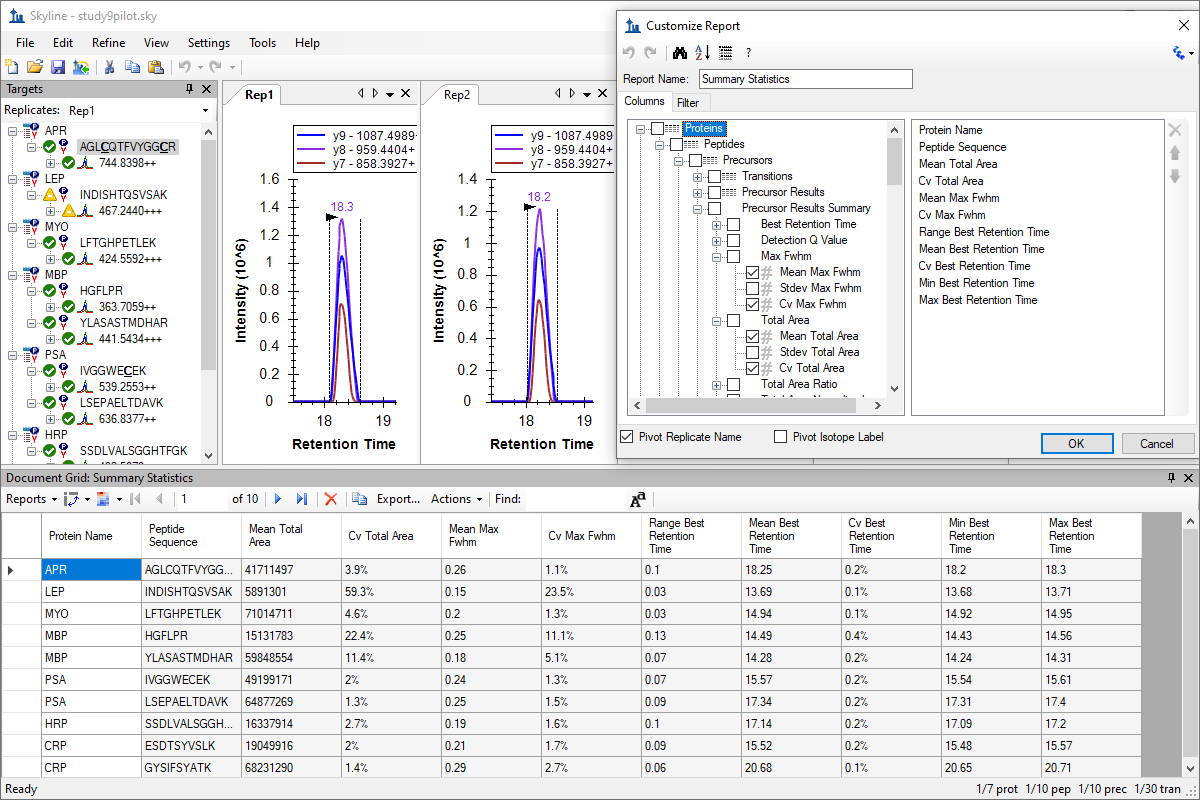 Skyline - study9pilot.sky
File Edit Refine View Settings Tools Help
Targets
Replicates: Rep1
APR
AGLCQTFVYGGCR
744.8398++
LEP
INDISHTQSVSAK
467.2440+++
MYO
LFTGHPETLEK
424.5592+++
MBP
HGFLPR
363.7059+++
YLASASTMDHAR
441.5434+++
PSA
IVGGWECEK
539.2553++
LSEPAELTDAVK
636.8377++
HRP
SSDLVALSGGHTFGK
Rep1
y9 - 1087.4989+
y8 - 959.4404+
y7 - 858.3927+
1.6
1.4
1.2
1
0.8
0.6
0.4
0.2
0
18.3
18 19
Intensity (10^6)
Retention Time
Rep2
y9 - 1087.4989+
y8 - 959.4404+
y7 - 858.3927+
1.4
1.2
1
0.8
0.6
0.4
0.2
0
18.2
18 19
Intensity (10^6)
Retention Time
Customize Report
Report Name: Summary Statistics
Columns Filter
Proteins
Peptides
Precursors
Transitions
Precursor Results
Precursor Results Summary
Best Retention Time
Detection Q Value
Max Fwhm
Mean Max Fwhm
Stdev Max Fwhm
Cv Max Fwhm
Total Area
Mean Total Area
Stdev Total Area
Cv Total Area
Total Area Ratio
Protein Name
Peptide Sequence
Mean Total Area
Cv Total Area
Mean Max Fwhm
Cv Max Fwhm
Range Best Retention Time
Mean Best Retention Time
Cv Best Retention Time
Min Best Retention Time
Max Best Retention Time
Pivot Replicate Name Pivot Isotope Label
OK Cancel
Document Grid: Summary Statistics
Reports 1 of 10 Export... Actions Find:
Protein Name Peptide Sequence Mean Total Area Cv Total Area Mean Max Fwhm Cv Max Fwhm Range Best Retention Time Mean Best Retention Time Cv Best Retention Time Min Best Retention Time Max Best Retention Time
APR AGLCQTFVYGG... 41711497 3.9% 0.26 1.1% 0.1 18.25 0.2% 18.2 18.3
LEP INDISHTQSVSAK 5891301 59.3% 0.15 23.5% 0.03 13.69 0.1% 13.68 13.71
MYO LFTGHPETLEK 71014711 4.6% 0.2 1.3% 0.03 14.94 0.1% 14.92 14.95
MBP HGFLPR 15131783 22.4% 0.25 11.1% 0.13 14.49 0.4% 14.43 14.56
MBP YLASASTMDHAR 59848554 11.4% 0.18 5.1% 0.07 14.28 0.2% 14.24 14.31
PSA IVGGWECEK 49199171 2% 0.24 1.3% 0.07 15.57 0.2% 15.54 15.61
PSA LSEPAELTDAVK 64877269 1.3% 0.25 1.5% 0.09 17.34 0.2% 17.31 17.4
HRP SSDLVALSGGH... 16337914 2.7% 0.19 1.6% 0.1 17.14 0.2% 17.09 17.2
CRP ESDTSYVSLK 19049916 2% 0.21 1.7% 0.09 15.52 0.2% 15.48 15.57
CRP GYSIFSYATK 68231290 1.4% 0.29 2.7% 0.06 20.68 0.1% 20.65 20.71
Ready 1/7 prot 1/10 pep 1/10 prec 1/30 tran